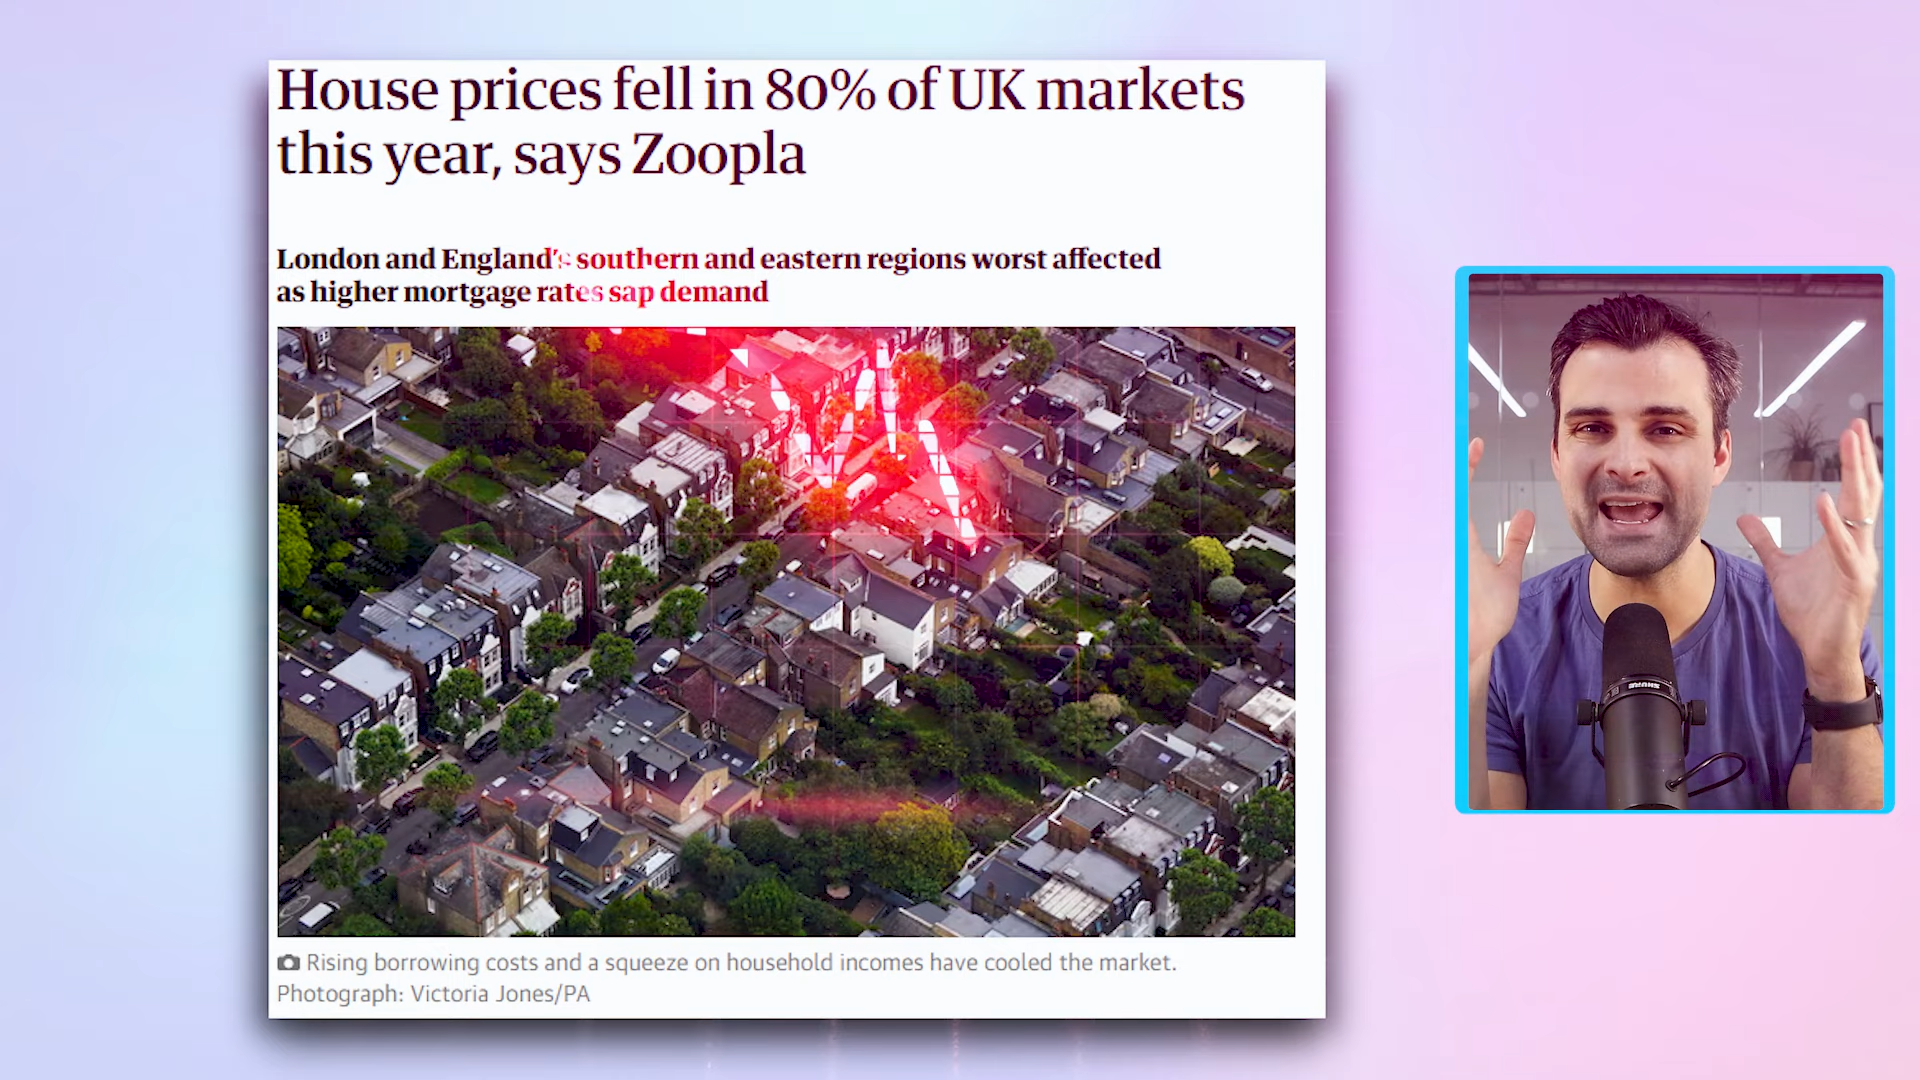 House prices fell in 80% of UK markets
this year, says Zoopla
London and England's southern and eastern regions worst affected
as higher mortgage rates sap demand
Rising borrowing costs and a squeeze on household incomes have cooled the market.
Photograph: Victoria Jones/PA
SHURE